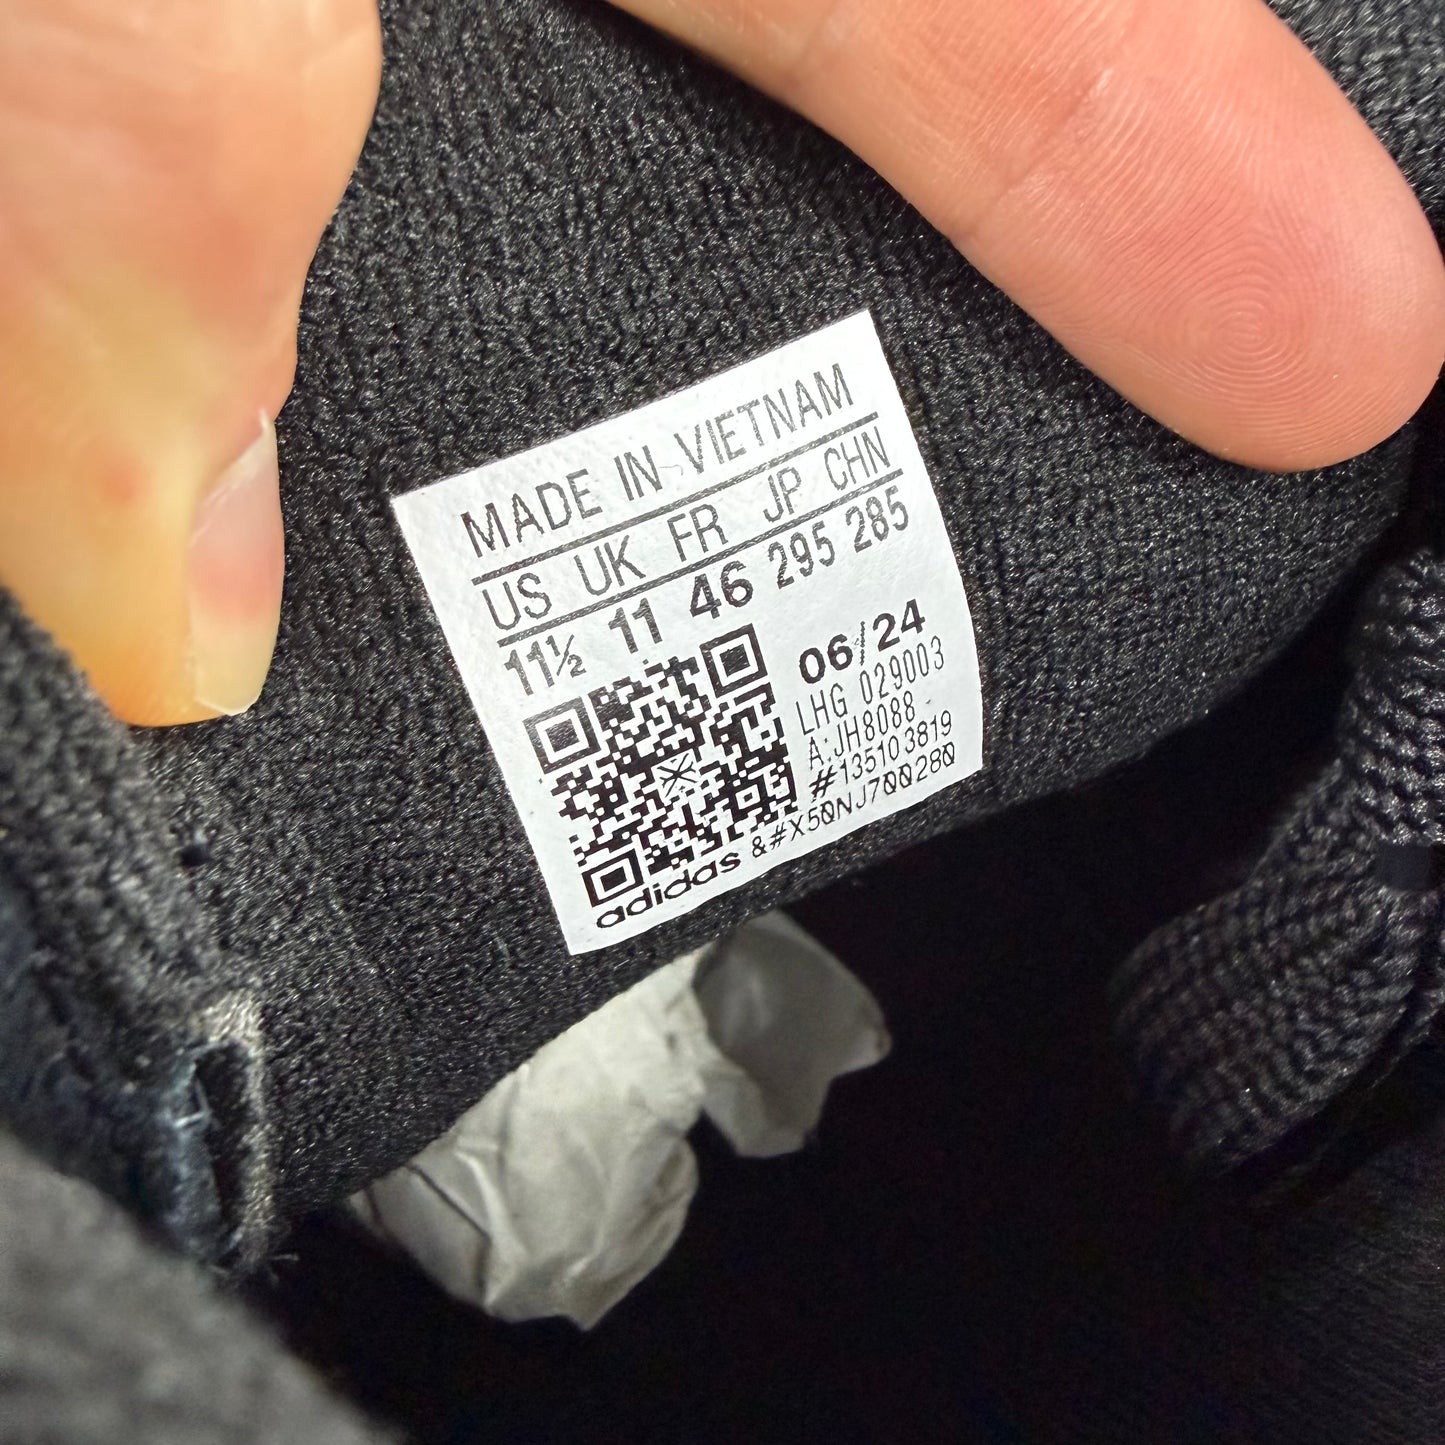 MADE IN VIETNAM
US UK FR JP CHN
11½ 11 46 295 285
06/24
LHG 029003
A:JH8088
#135103819
&#X50NJ700280
adidas